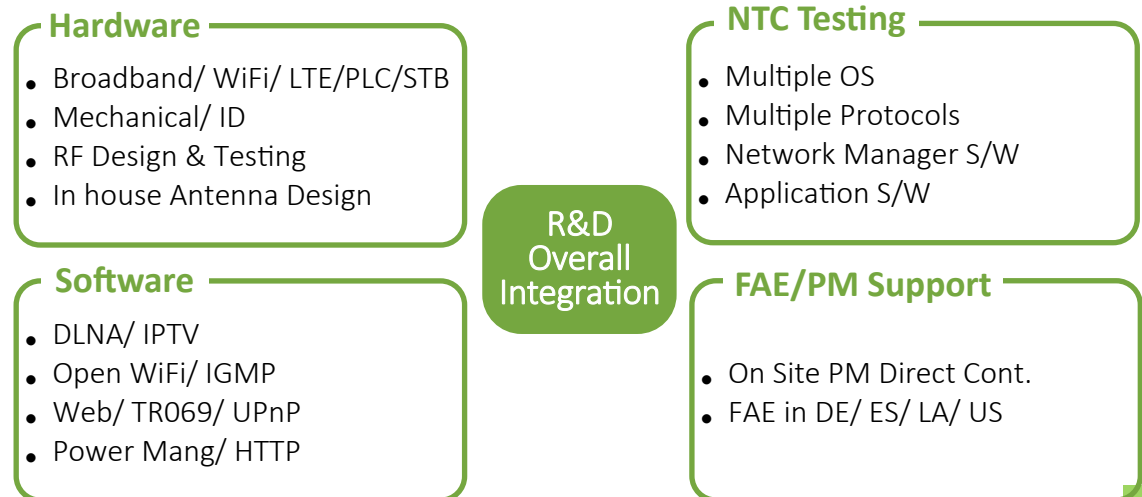 Hardware
• Broadband/ WiFi/ LTE/PLC/STB
• Mechanical/ ID
• RF Design & Testing
• In house Antenna Design
Software
• DLNA/ IPTV
• Open WiFi/ IGMP
• Web/ TR069/ UPnP
• Power Mang/ HTTP
R&D
Overall
Integration
NTC Testing
• Multiple OS
• Multiple Protocols
• Network Manager S/W
• Application S/W
FAE/PM Support
• On Site PM Direct Cont.
• FAE in DE/ ES/ LA/ US